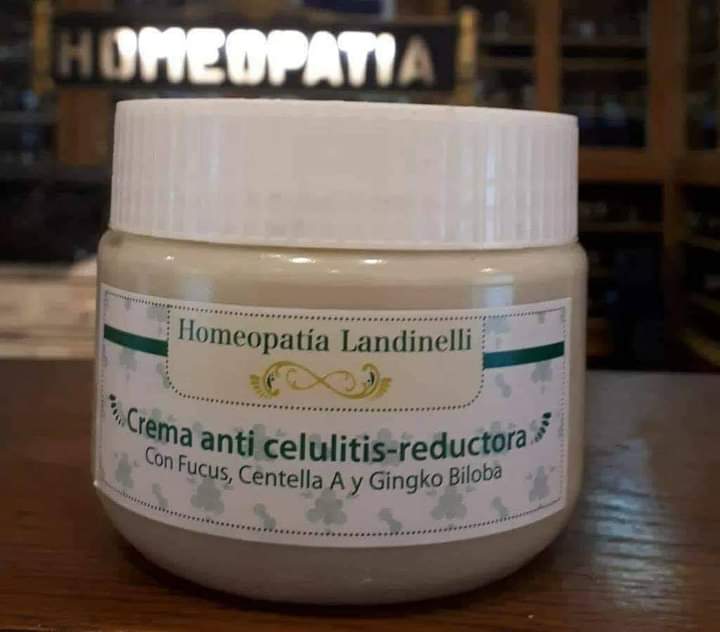 HOMEOPATIA
Homeopatía Landinelli
Crema anti celulitis-reductora
Con Fucus, Centella A y Gingko Biloba